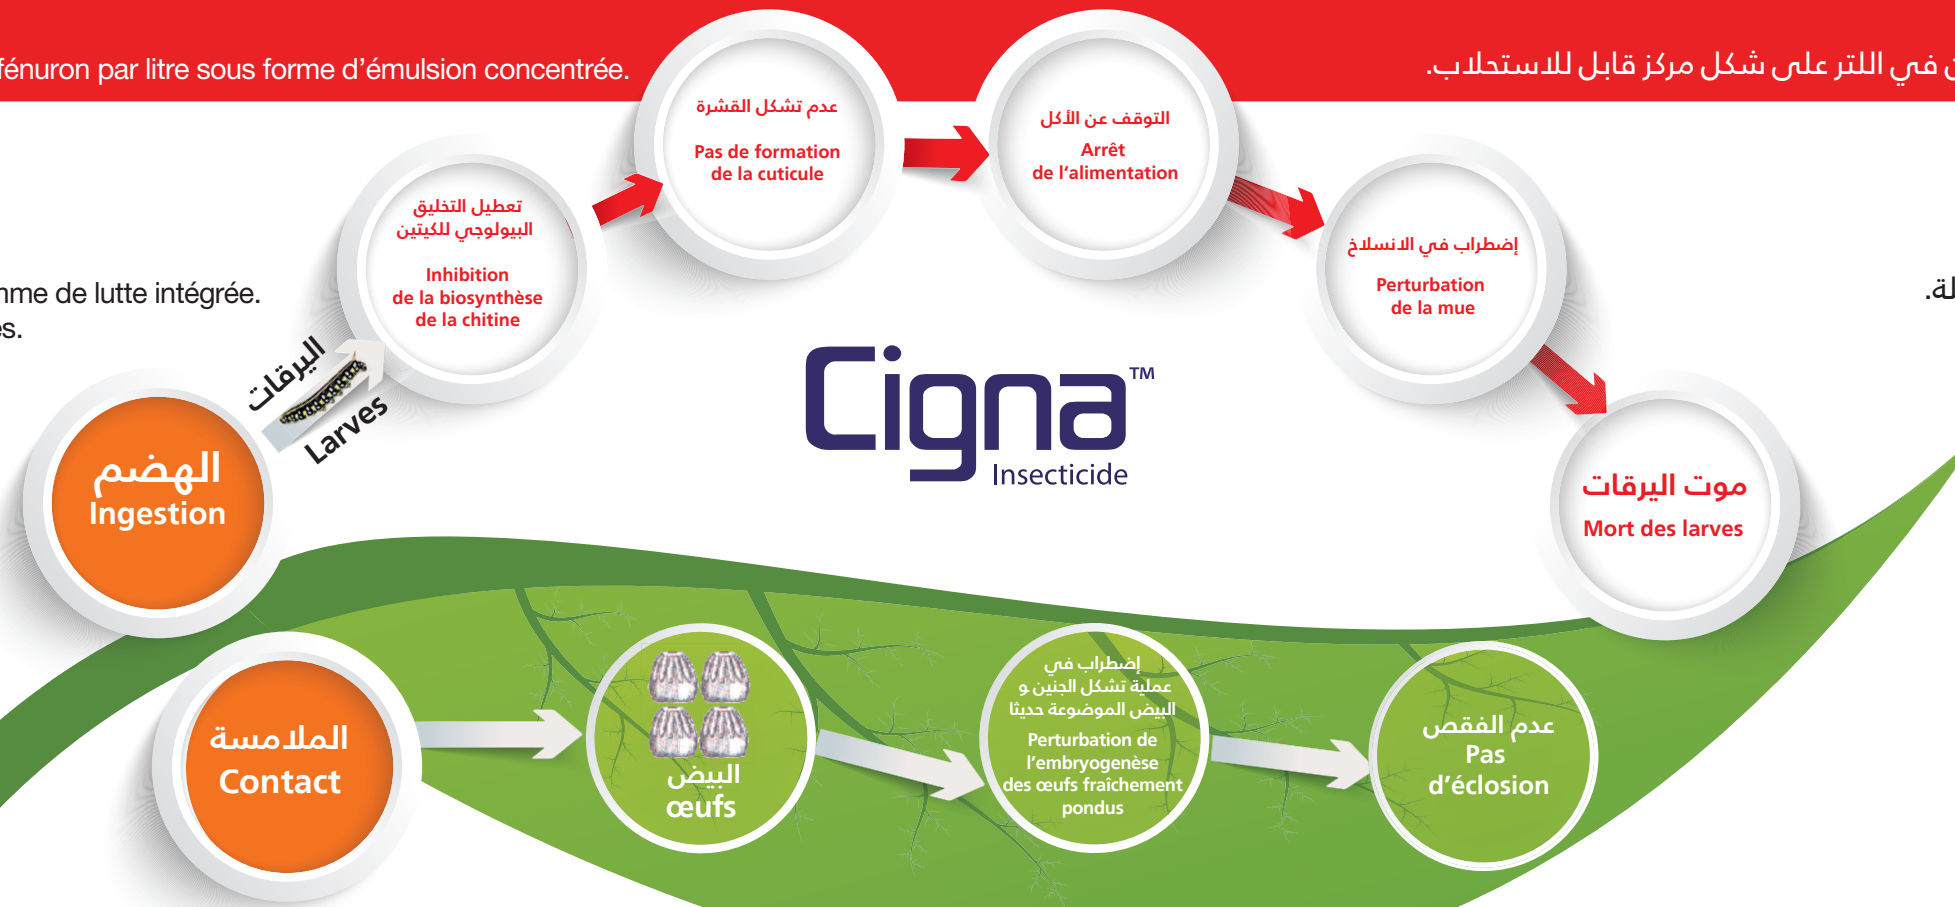 fénuron par litre sous forme d’émulsion concentrée.
في اللتر على شكل مركز قابل للاستحلاب.
de lutte intégrée.
عدم تشكل القشرة
Pas de formation
de la cuticule
التوقف عن الأكل
Arrêt
de l’alimentation
تعطيل التخليق
البيولوجي للكيتين
Inhibition
de la biosynthèse
de la chitine
إضطراب في الانسلاخ
Perturbation
de la mue
اليرقات
Larves
Cigna™
Insecticide
الهضم
Ingestion
موت اليرقات
Mort des larves
الملامسة
Contact
البيض
œufs
إضطراب في
عملية تشكل الجنين و
البيض الموضوعة حديثا
Perturbation de
l’embryogenèse
des œufs fraîchement
pondus
عدم الفقص
Pas
d’éclosion